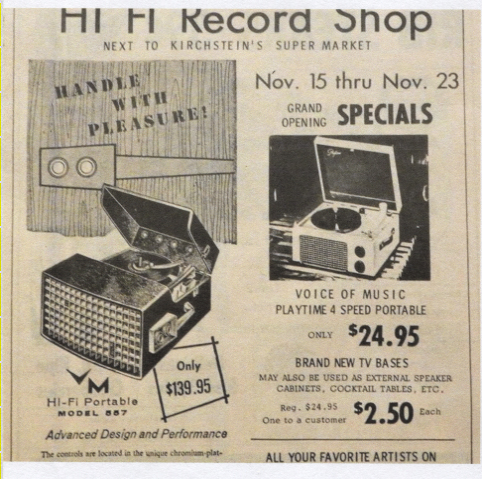 HI FI Record Shop
NEXT TO KIRCHSTEIN'S SUPER MARKET
HANDLE
WITH
PLEASURE!
Nov. 15 thru Nov. 23
GRAND
OPENING SPECIALS
VOICE OF MUSIC
PLAYTIME 4 SPEED PORTABLE
ONLY $24.95
BRAND NEW TV BASES
MAY ALSO BE USED AS EXTERNAL SPEAKER
CABINETS, COCKTAIL TABLES, ETC.
Reg. $24.95
One to a customer $2.50 Each
ALL YOUR FAVORITE ARTISTS ON
Only
$139.95
VM
HI-Fi Portable
MODEL 557
Advanced Design and Performance
The controls are located in the unique chromium-plat-